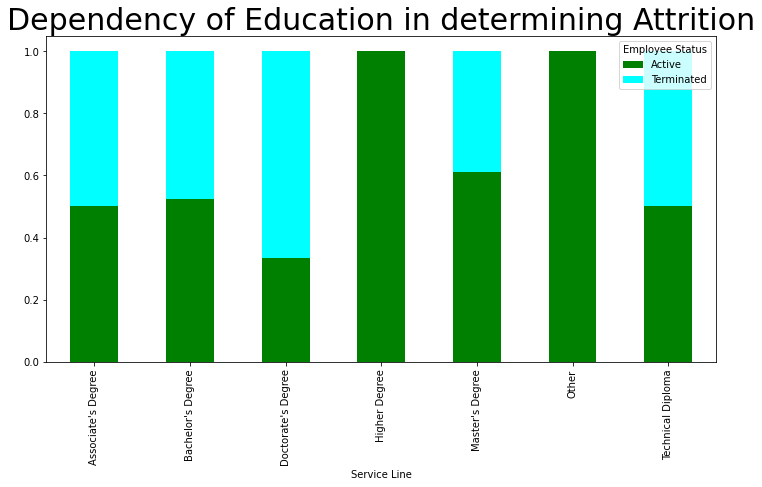 Dependency of Education in determining Attrition
Employee Status
Active
Terminated
1.0
0.8
0.6
0.4
0.2
0.0
Associate's Degree
Bachelor's Degree
Doctorate's Degree
Higher Degree
Master's Degree
Other
Technical Diploma
Service Line